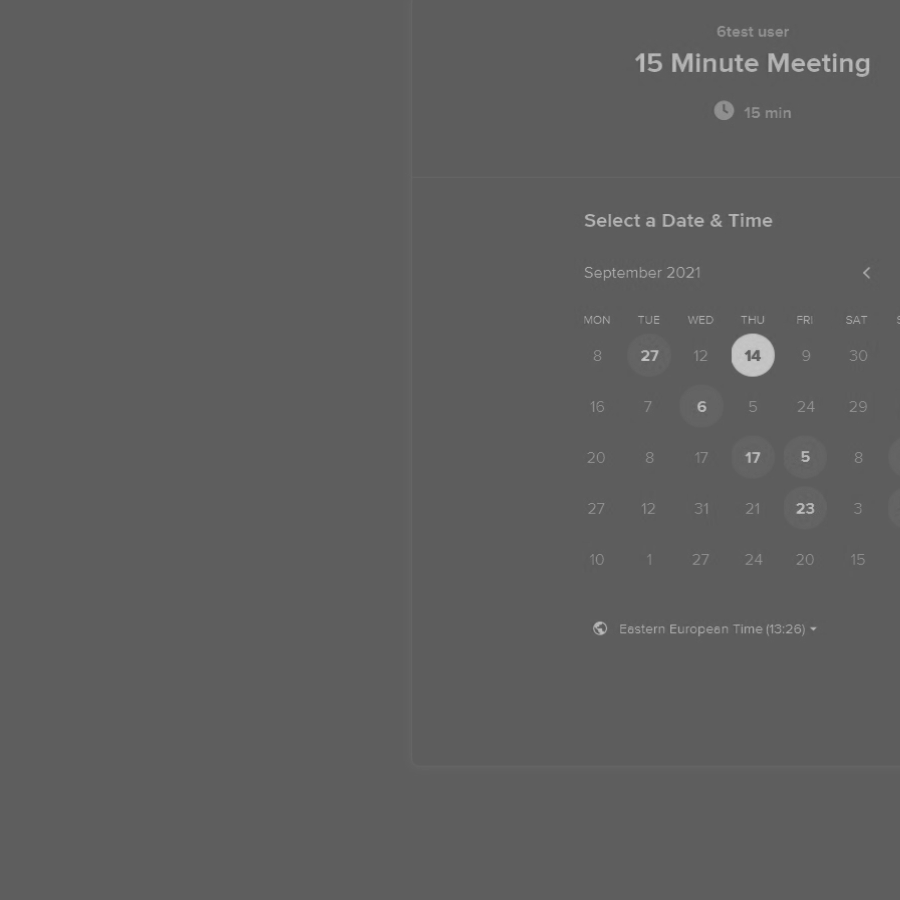 6test user
15 Minute Meeting
15 min
Select a Date & Time
September 2021
MON TUE WED THU FRI SAT S
8 27 12 14 9 30
16 7 6 5 24 29
20 8 17 17 5 8
27 12 31 21 23 3
10 1 27 24 20 15
Eastern European Time (13:26)